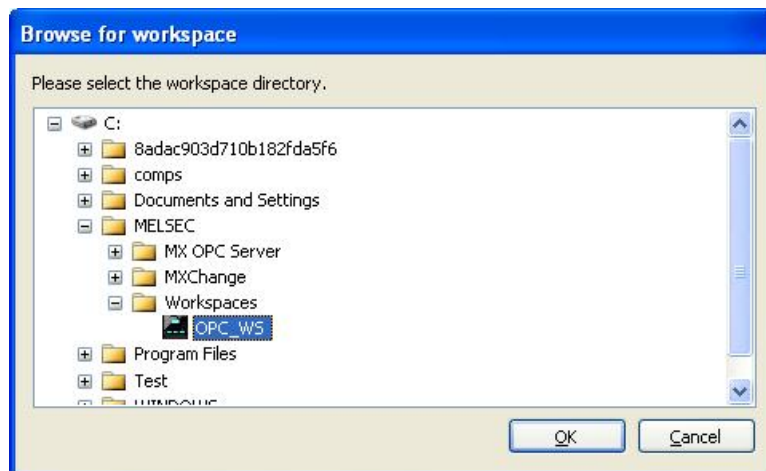 Browse for workspace
Please select the workspace directory.
C:
8adac903d710b182fda5f6
comps
Documents and Settings
MELSEC
MX OPC Server
MXChange
Workspaces
OPC_WS
Program Files
Test
WINDOWS
OK
Cancel